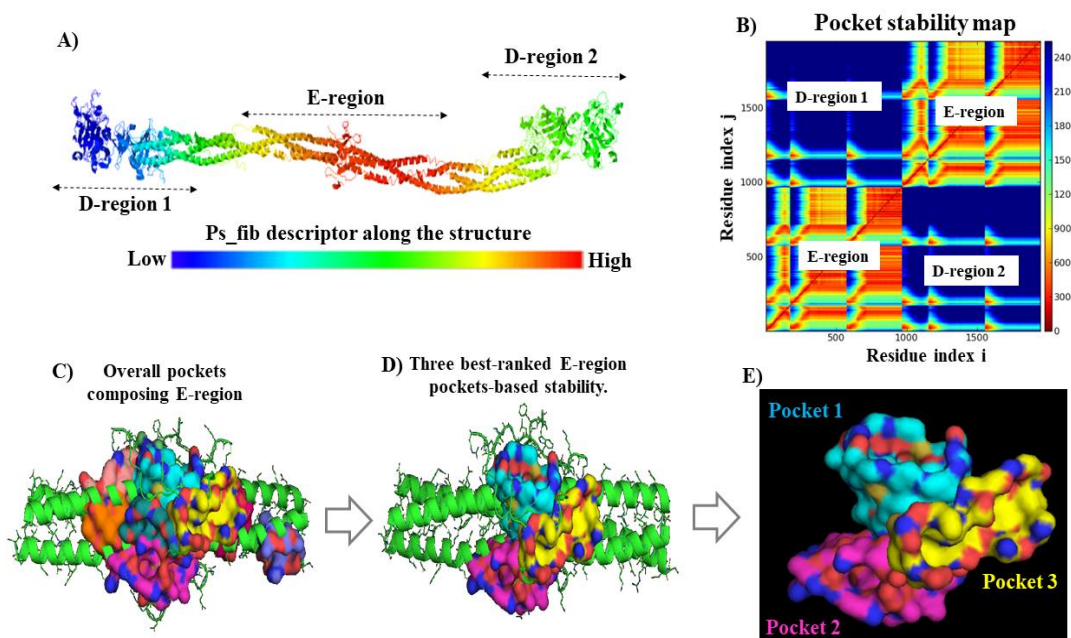 A)
D-region 2
E-region
D-region 1
Ps_fib descriptor along the structure
Low
High
B)
Pocket stability map
240
210
180
150
120
900
600
300
0
1500
1000
500
D-region 1
E-region
E-region
D-region 2
Residue index j
500
1000
1500
Residue index i
C)
Overall pockets
composing E-region
D) Three best-ranked E-region
pockets-based stability.
E)
Pocket 1
Pocket 3
Pocket 2